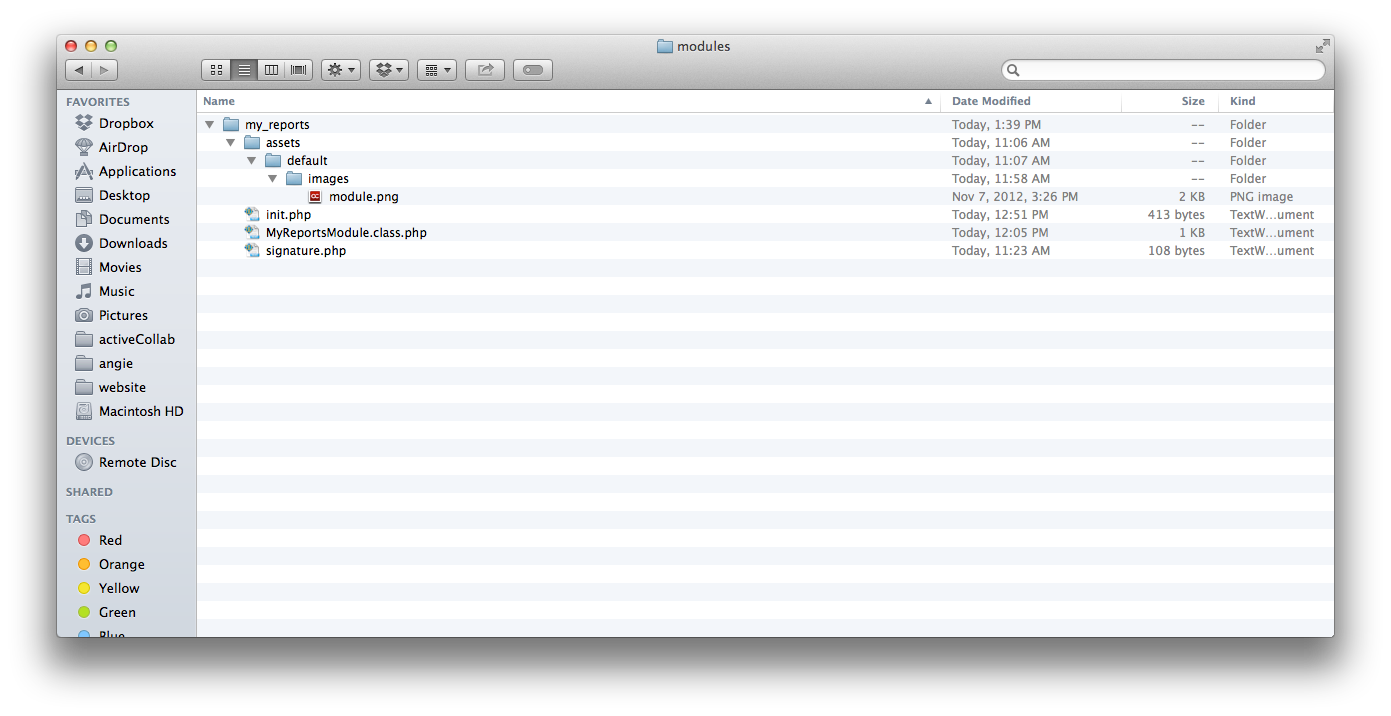 modules
FAVORITES
Dropbox
AirDrop
Applications
Desktop
Documents
Downloads
Movies
Music
Pictures
activeCollab
angie
website
Macintosh HD
DEVICES
Remote Disc
SHARED
TAGS
Red
Orange
Yellow
Green
Blue
Name Date Modified Size Kind
my_reports Today, 1:39 PM -- Folder
assets Today, 11:06 AM -- Folder
default Today, 11:07 AM -- Folder
images Today, 11:58 AM -- Folder
module.png Nov 7, 2012, 3:26 PM 2 KB PNG image
init.php Today, 12:51 PM 413 bytes TextW...ument
MyReportsModule.class.php Today, 12:05 PM 1 KB TextW...ument
signature.php Today, 11:23 AM 108 bytes TextW...ument